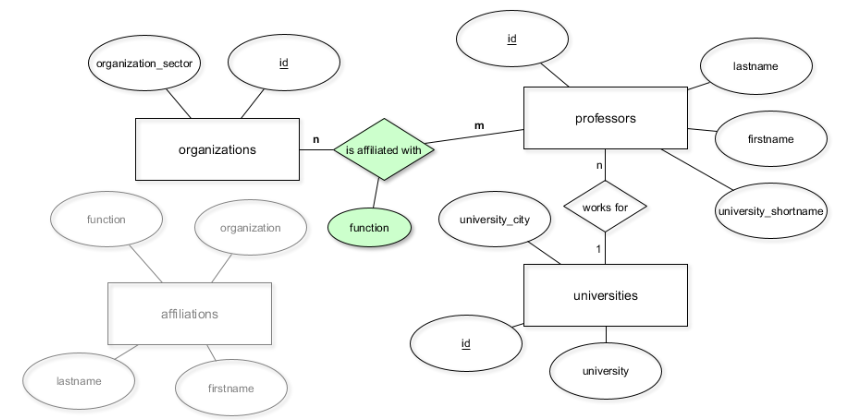 id
organization_sector
id
lastname
professors
n
m
organizations
is affiliated with
firstname
n
university_shortname
function
organization
function
university_city
works for
1
affiliations
universities
id
university
lastname
firstname